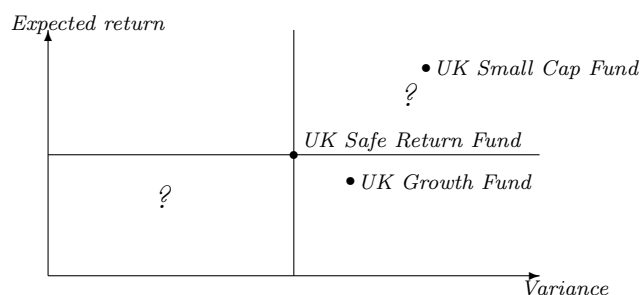 Expected return
UK Small Cap Fund
?
UK Safe Return Fund
UK Growth Fund
?
Variance